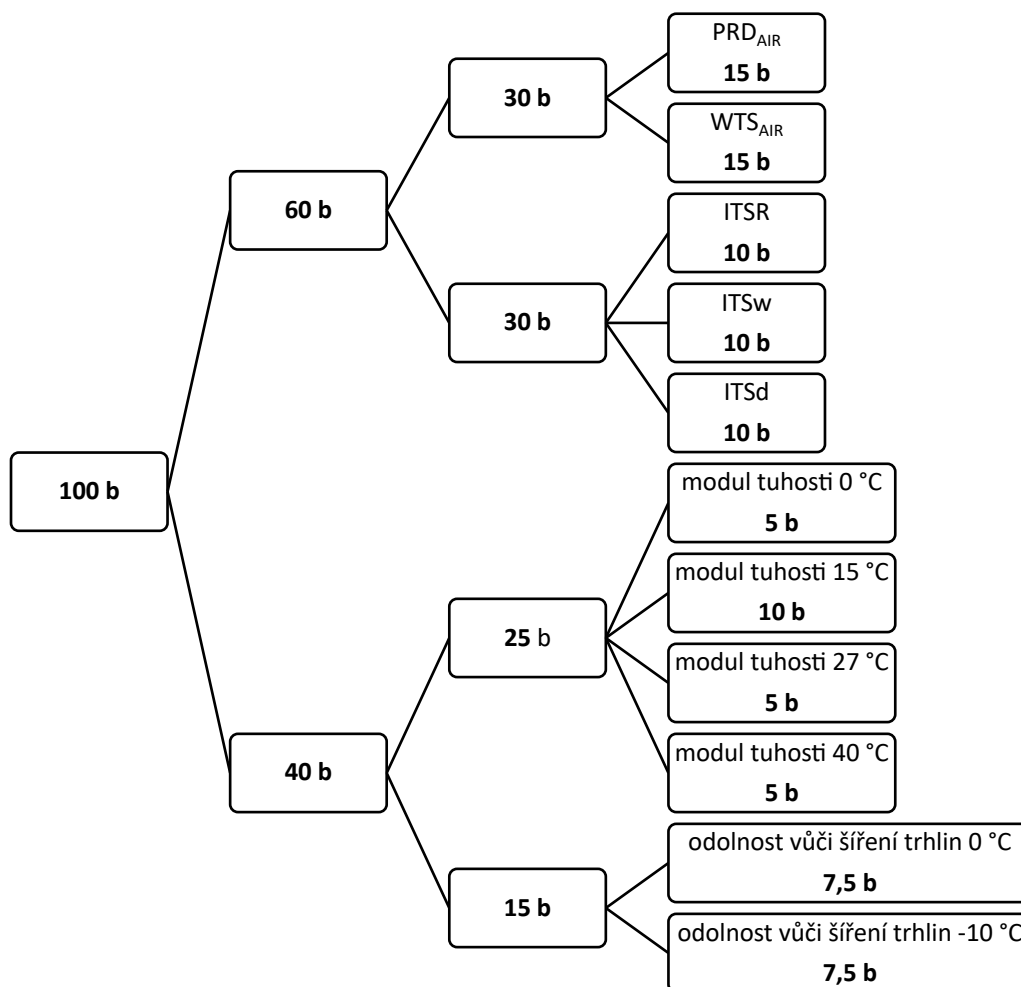 100 b
60 b
30 b
PRD_AIR
15 b
WTS_AIR
15 b
30 b
ITSR
10 b
ITSw
10 b
ITSd
10 b
40 b
25 b
modul tuhosti 0 °C
5 b
modul tuhosti 15 °C
10 b
modul tuhosti 27 °C
5 b
modul tuhosti 40 °C
5 b
15 b
odolnost vůči šíření trhlin 0 °C
7,5 b
odolnost vůči šíření trhlin -10 °C
7,5 b